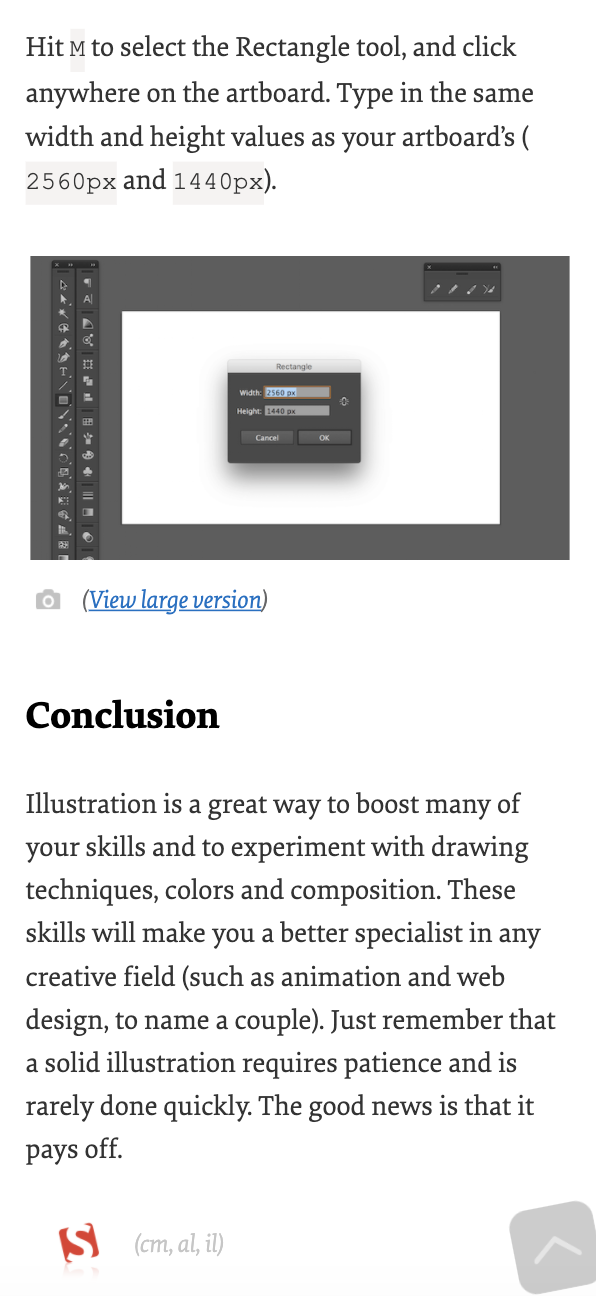 Hit M to select the Rectangle tool, and click
anywhere on the artboard. Type in the same
width and height values as your artboard’s (
2560px and 1440px).
Rectangle
Width: 2560 px
Height: 1440 px
Cancel OK
(View large version)
Conclusion
Illustration is a great way to boost many of
your skills and to experiment with drawing
techniques, colors and composition. These
skills will make you a better specialist in any
creative field (such as animation and web
design, to name a couple). Just remember that
a solid illustration requires patience and is
rarely done quickly. The good news is that it
pays off.
(cm, al, il)